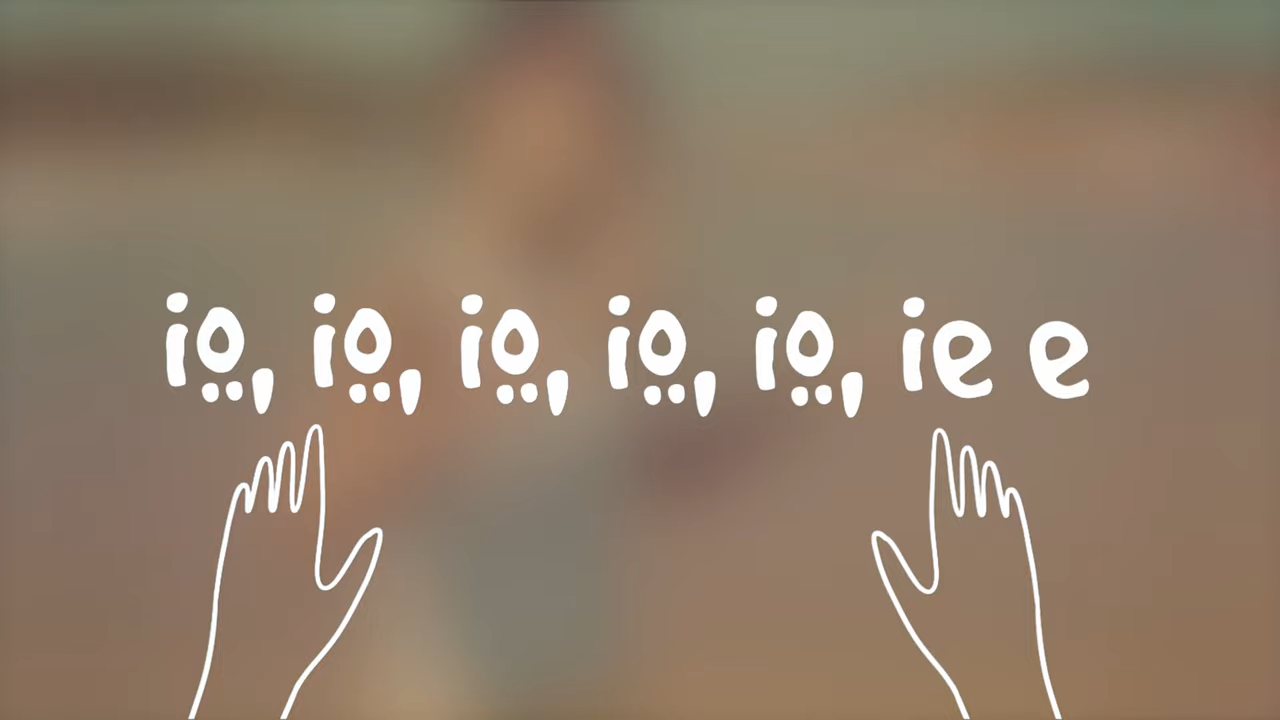 io̤, io̤, io̤, io̤, io̤, ie e